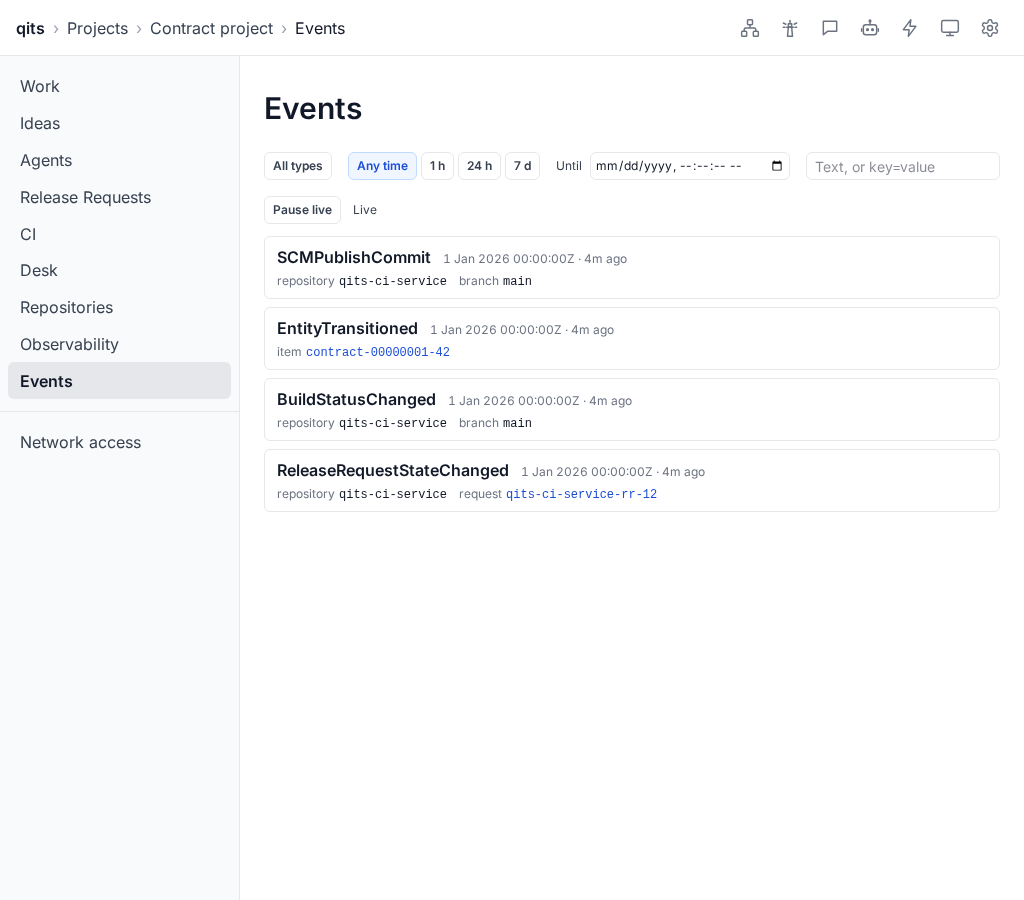 qits › Projects › Contract project › Events
Work
Ideas
Agents
Release Requests
CI
Desk
Repositories
Observability
Events
Network access
Events
All types Any time 1 h 24 h 7 d Until mm/dd/yyyy, --:--:-- -- Text, or key=value
Pause live Live
SCMPublishCommit 1 Jan 2026 00:00:00Z · 4m ago
repository qits-ci-service branch main
EntityTransitioned 1 Jan 2026 00:00:00Z · 4m ago
item contract-00000001-42
BuildStatusChanged 1 Jan 2026 00:00:00Z · 4m ago
repository qits-ci-service branch main
ReleaseRequestStateChanged 1 Jan 2026 00:00:00Z · 4m ago
repository qits-ci-service request qits-ci-service-rr-12